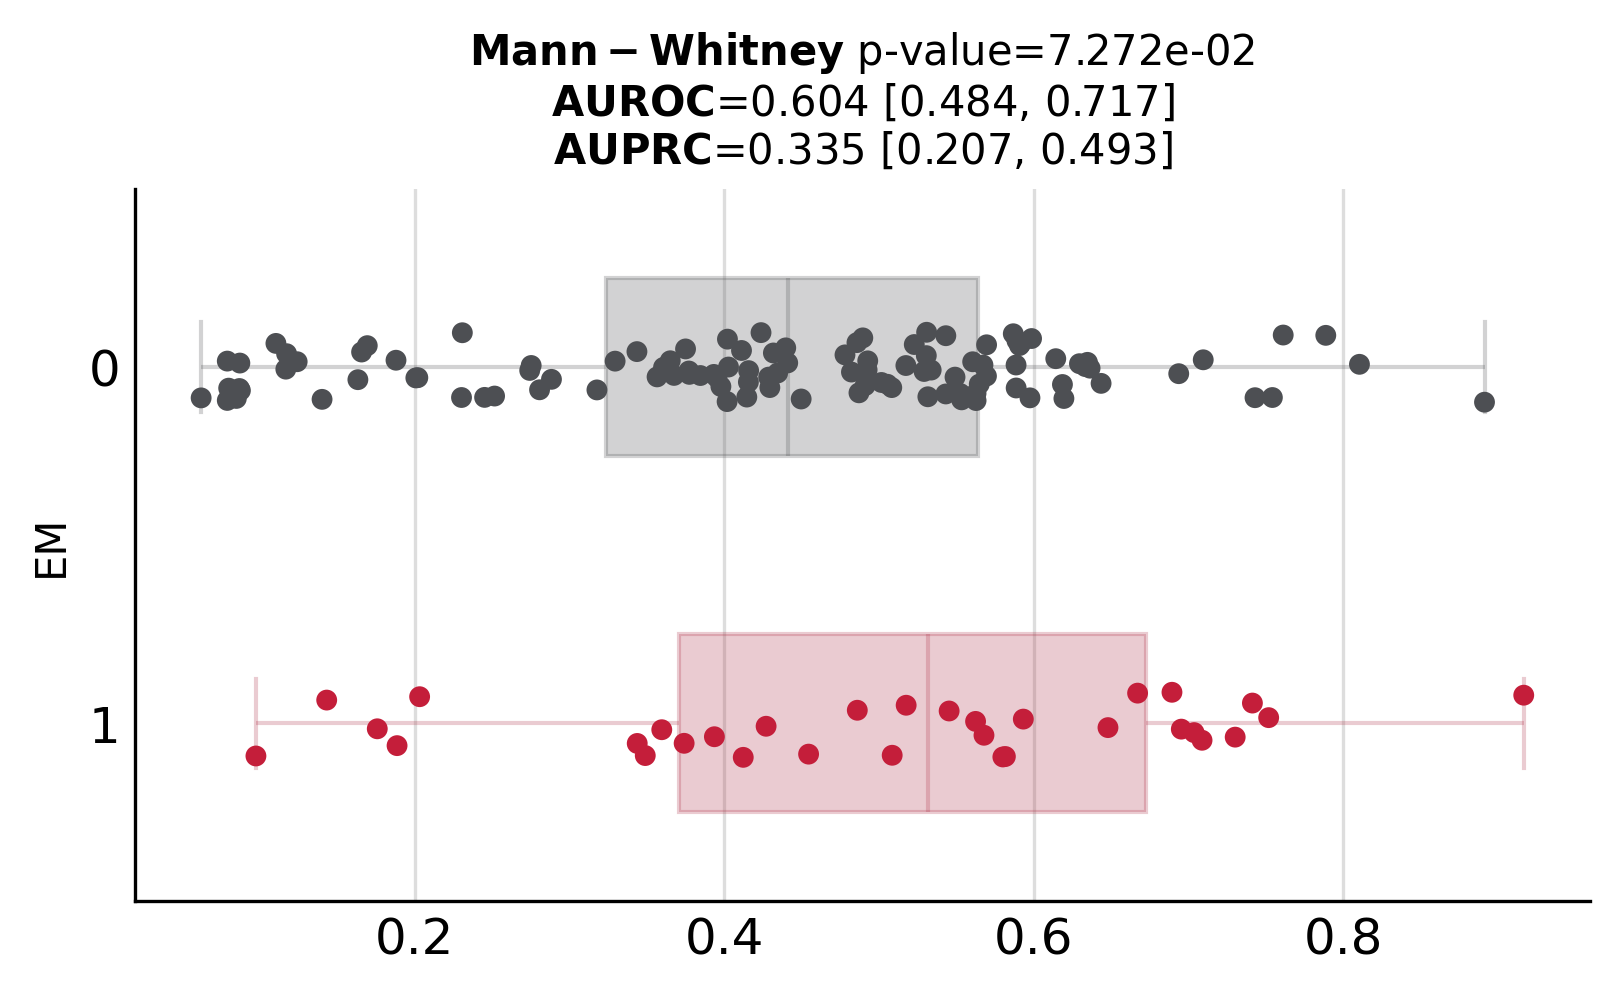 Mann − Whitney p-value=7.272e-02
AUROC=0.604 [0.484, 0.717]
AUPRC=0.335 [0.207, 0.493]
0
EM
1
0.2 0.4 0.6 0.8